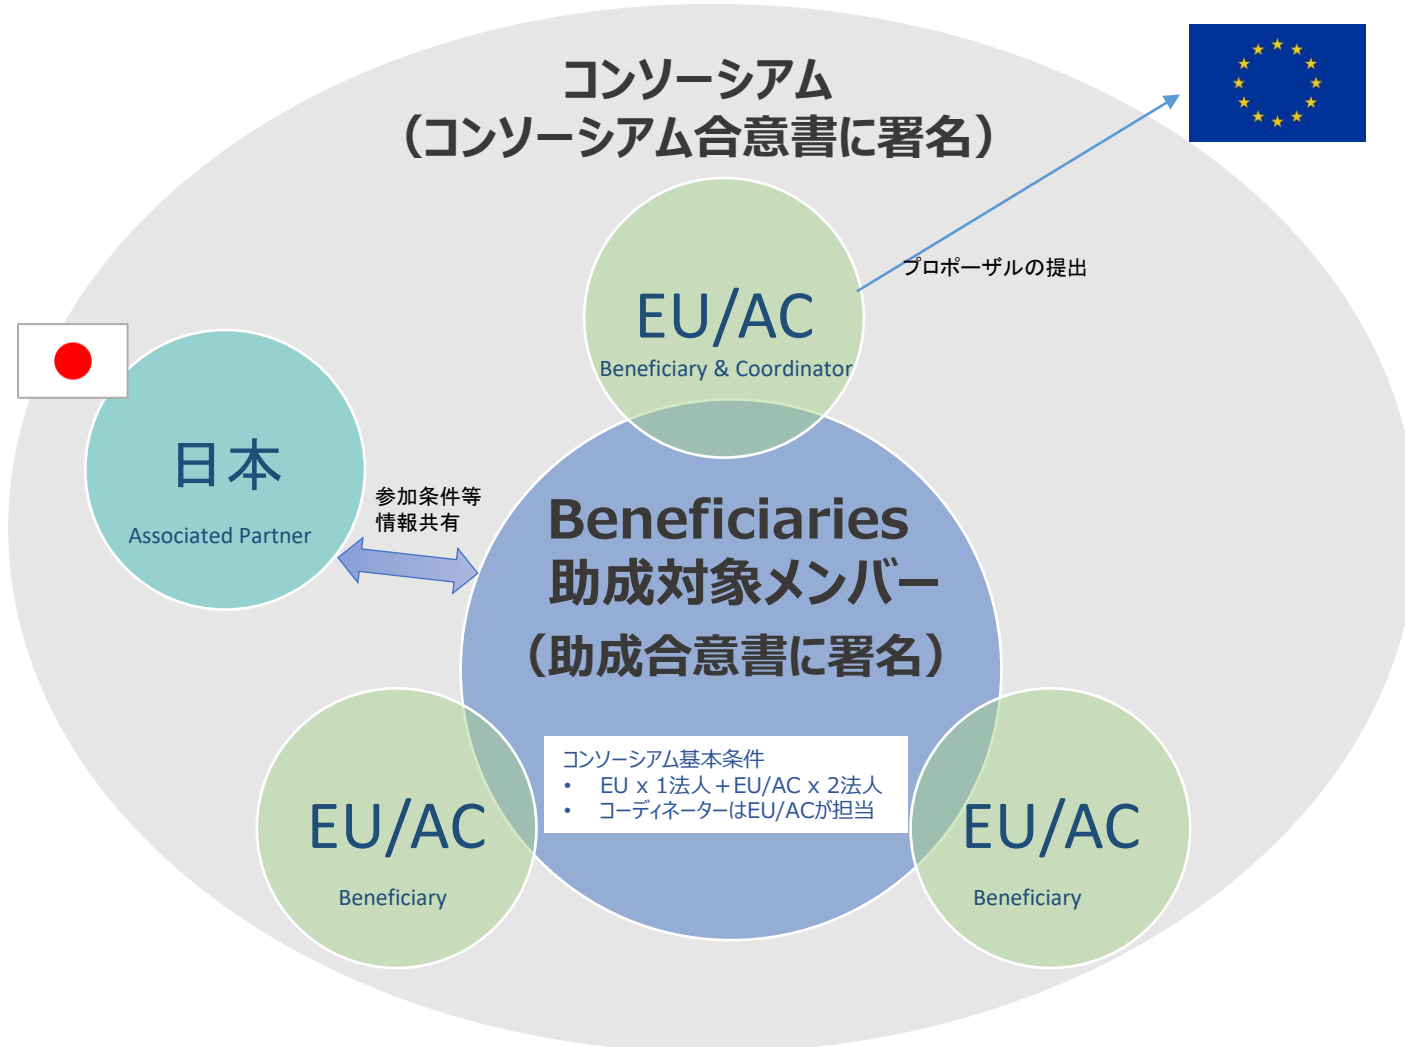 コンソーシアム
（コンソーシアム合意書に署名）
プロポーザルの提出
EU/AC
Beneficiary & Coordinator
日本
Associated Partner
参加条件等
情報共有
Beneficiaries
助成対象メンバー
（助成合意書に署名）
コンソーシアム基本条件
• EU x 1法人＋EU/AC x 2法人
• コーディネーターはEU/ACが担当
EU/AC
Beneficiary
EU/AC
Beneficiary